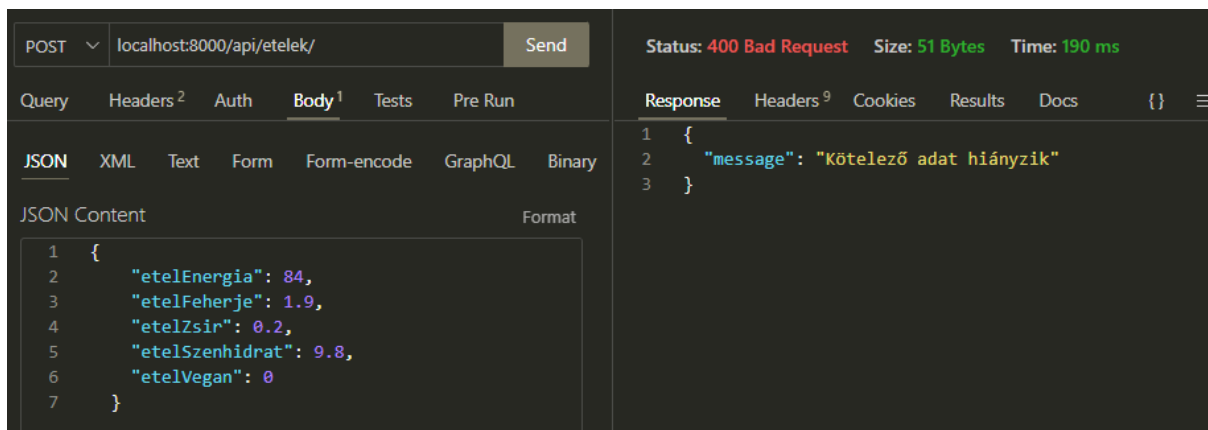 POST localhost:8000/api/etelek/ Send
Query Headers 2 Auth Body 1 Tests Pre Run
JSON XML Text Form Form-encode GraphQL Binary
JSON Content Format
1 {
2 "etelEnergia": 84,
3 "etelFeherje": 1.9,
4 "etelZsir": 0.2,
5 "etelSzenhidrat": 9.8,
6 "etelVegan": 0
7 }
Status: 400 Bad Request Size: 51 Bytes Time: 190 ms
Response Headers 9 Cookies Results Docs {}
1 {
2 "message": "Kötelező adat hiányzik"
3 }